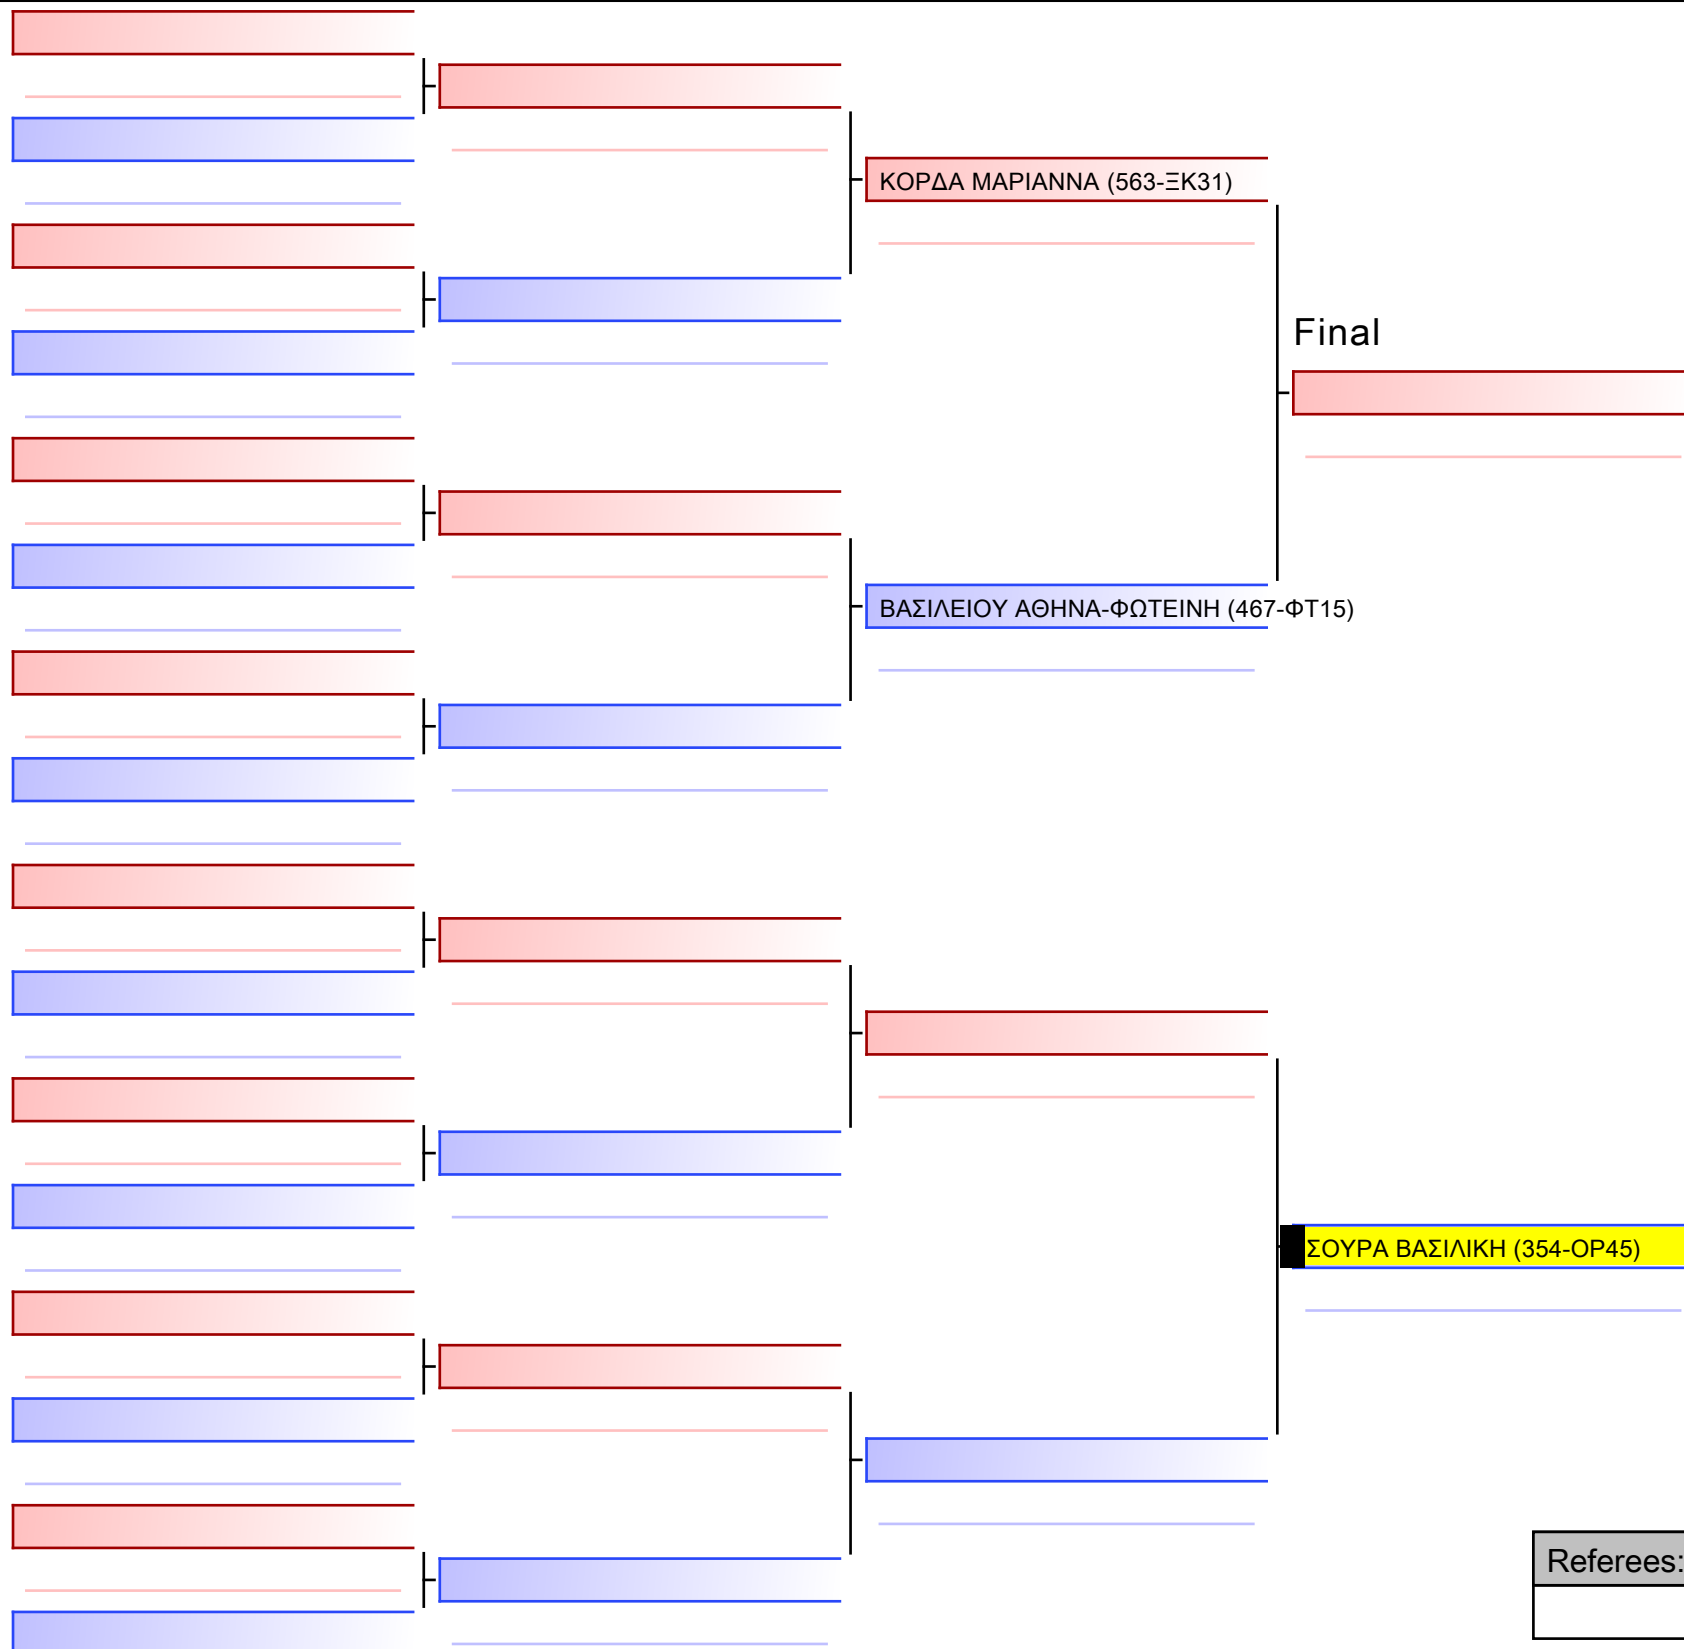 ΚΟΡΔΑ ΜΑΡΙΑΝΝΑ (563-ΞΚ31)
Final
ΒΑΣΙΛΕΙΟΥ ΑΘΗΝΑ-ΦΩΤΕΙΝΗ (467-ΦΤ15)
ΣΟΥΡΑ ΒΑΣΙΛΙΚΗ (354-ΟΡ45)
Referees: